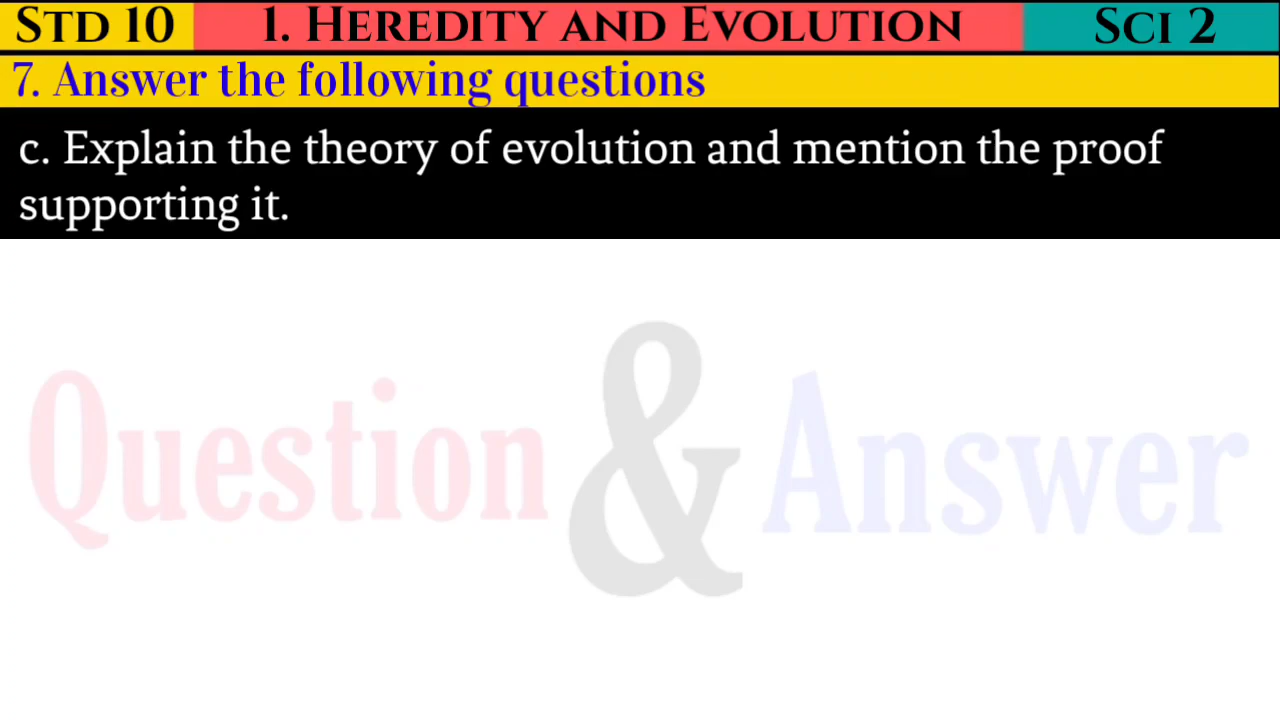 STD 10 1. HEREDITY AND EVOLUTION SCI 2
7. Answer the following questions
c. Explain the theory of evolution and mention the proof
supporting it.
Question & Answer